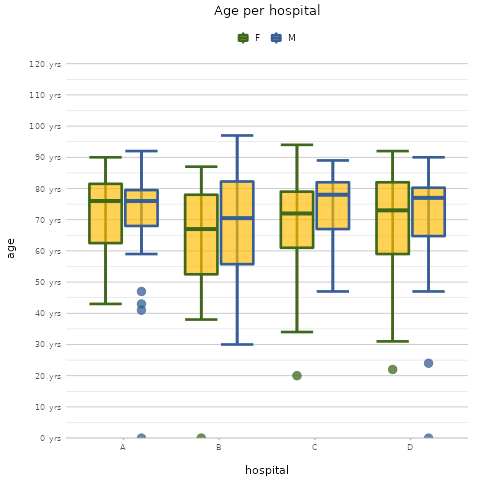 Age per hospital
F M
120 yrs
110 yrs
100 yrs
90 yrs
80 yrs
70 yrs
60 yrs
50 yrs
40 yrs
30 yrs
20 yrs
10 yrs
0 yrs
age
A B C D
hospital